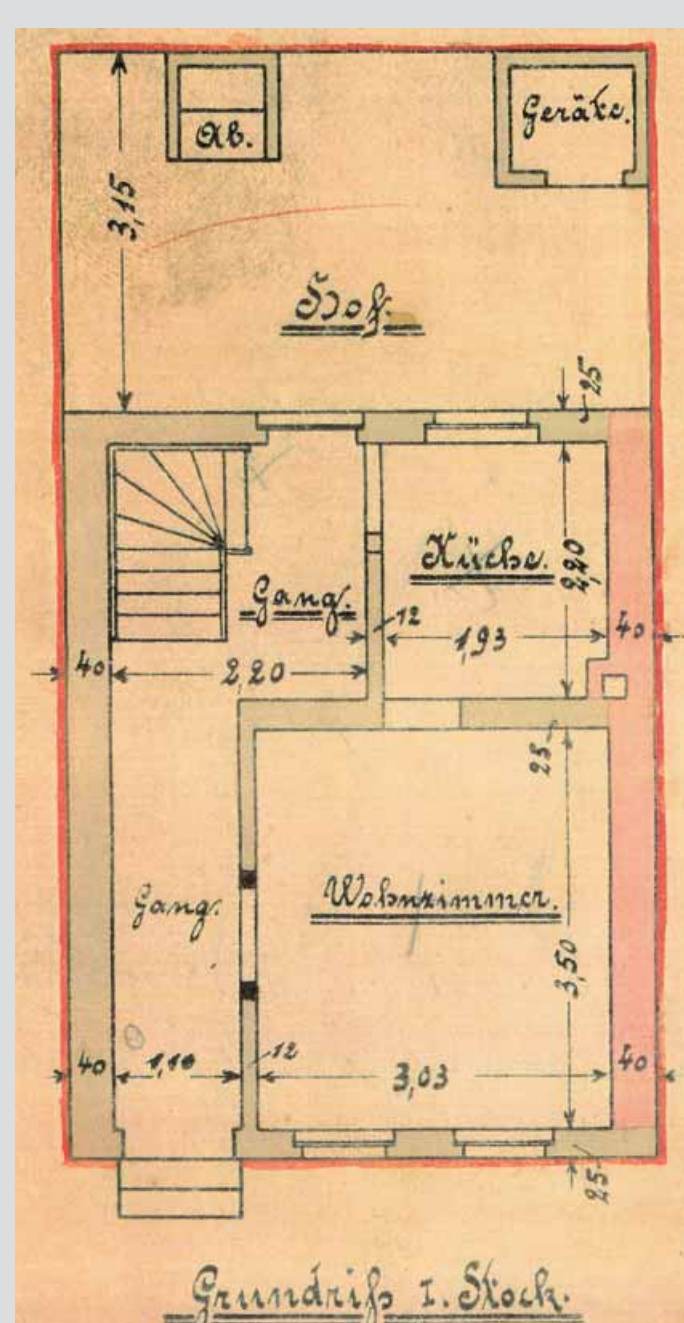 Ab.
Geräte.
3,15
Hof.
25
Küche.
2,20
Gang.
12
1,93
40
40
2,20
25
Gang.
Wohnzimmer.
3,50
40
1,10
12
3,03
40
25
Grundriß I. Stock.